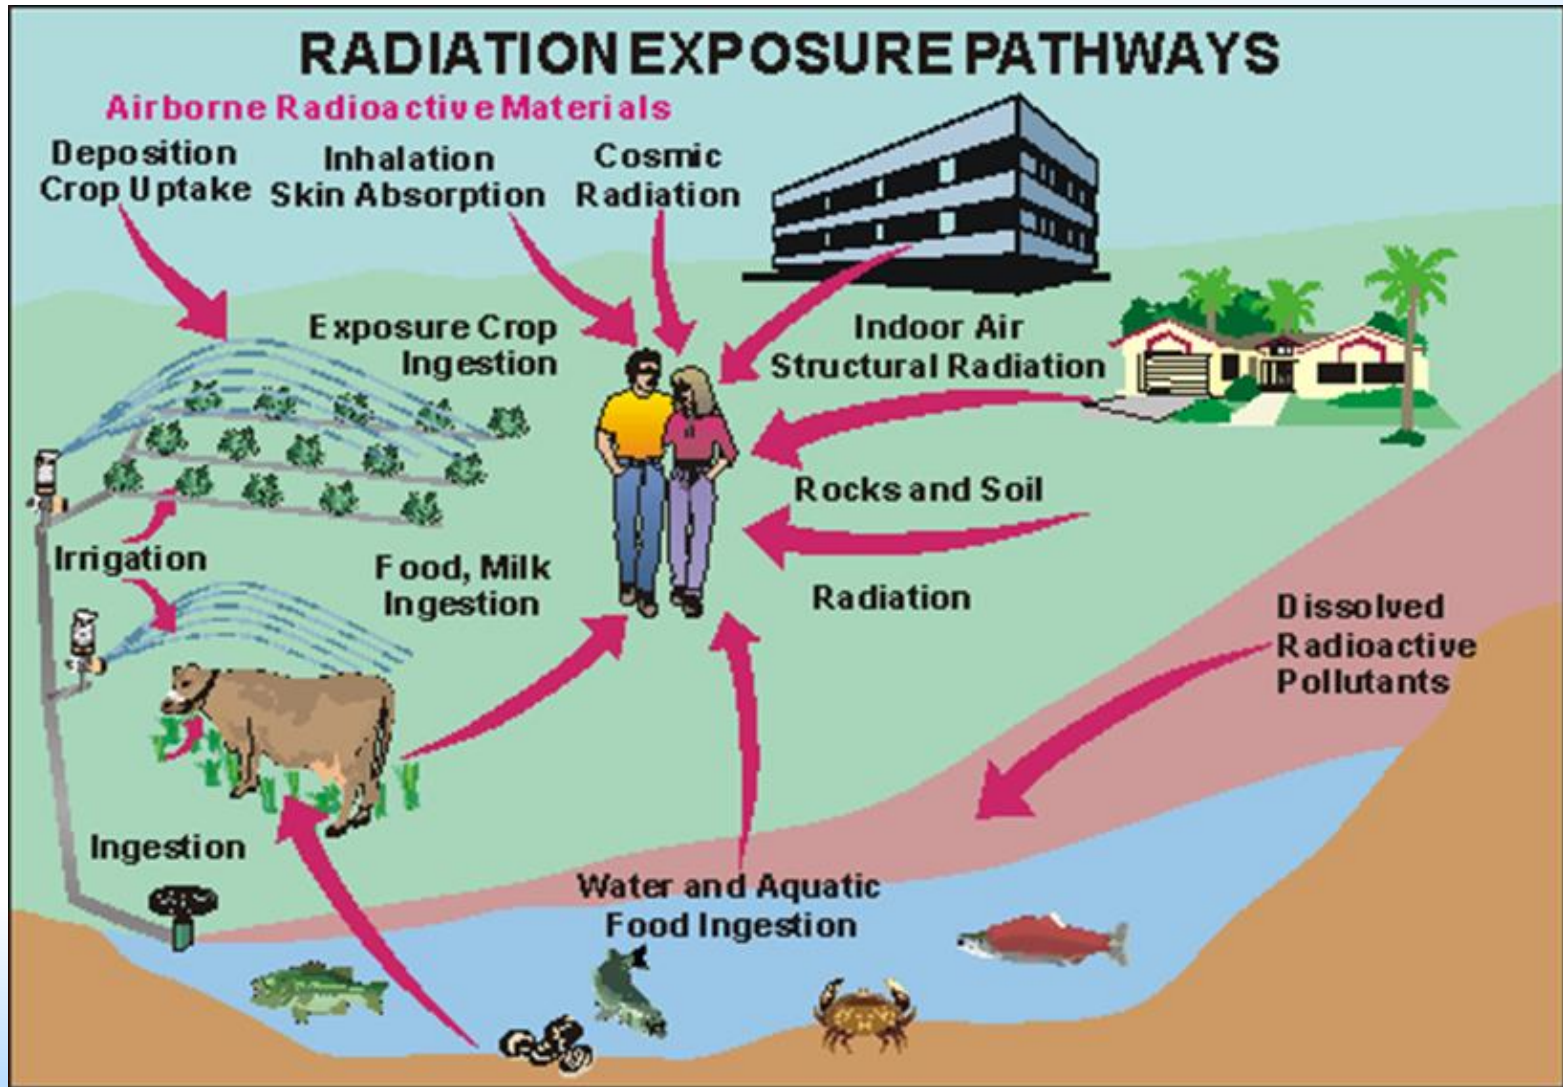 RADIATION EXPOSURE PATHWAYS
Airborne Radioactive Materials
Deposition
Crop Uptake
Inhalation
Skin Absorption
Cosmic
Radiation
Exposure Crop
Ingestion
Indoor Air
Structural Radiation
Rocks and Soil
Radiation
Irrigation
Food, Milk
Ingestion
Dissolved
Radioactive
Pollutants
Ingestion
Water and Aquatic
Food Ingestion